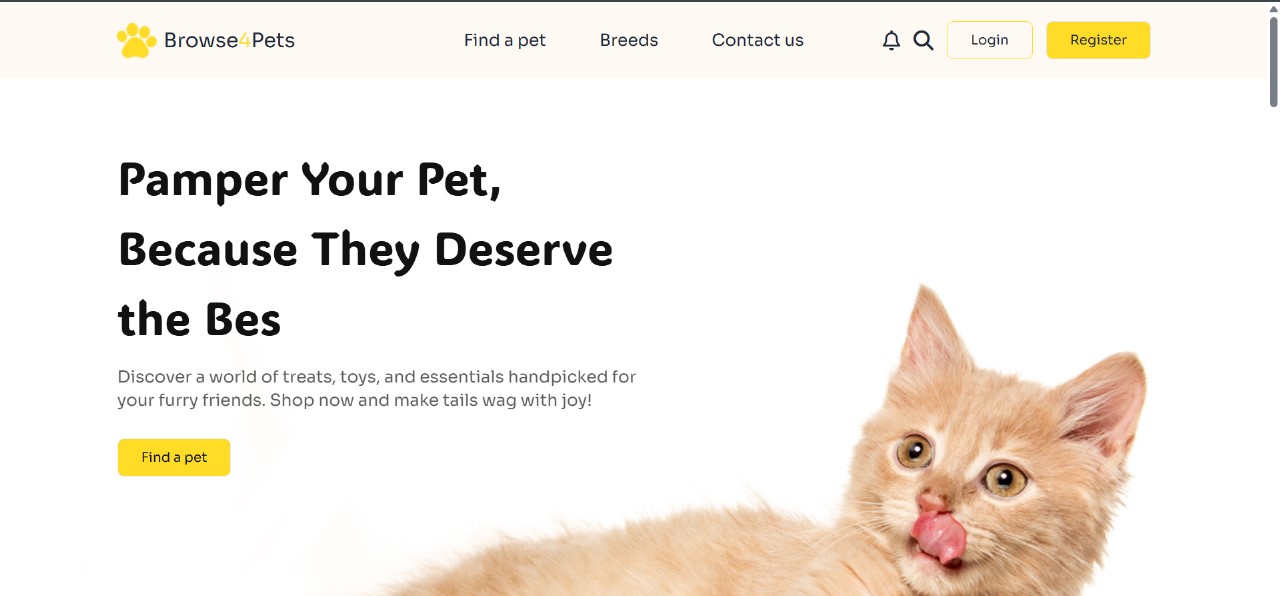 Browse4Pets
Find a pet
Breeds
Contact us
Login
Register
Pamper Your Pet,
Because They Deserve
the Bes
Discover a world of treats, toys, and essentials handpicked for
your furry friends. Shop now and make tails wag with joy!
Find a pet